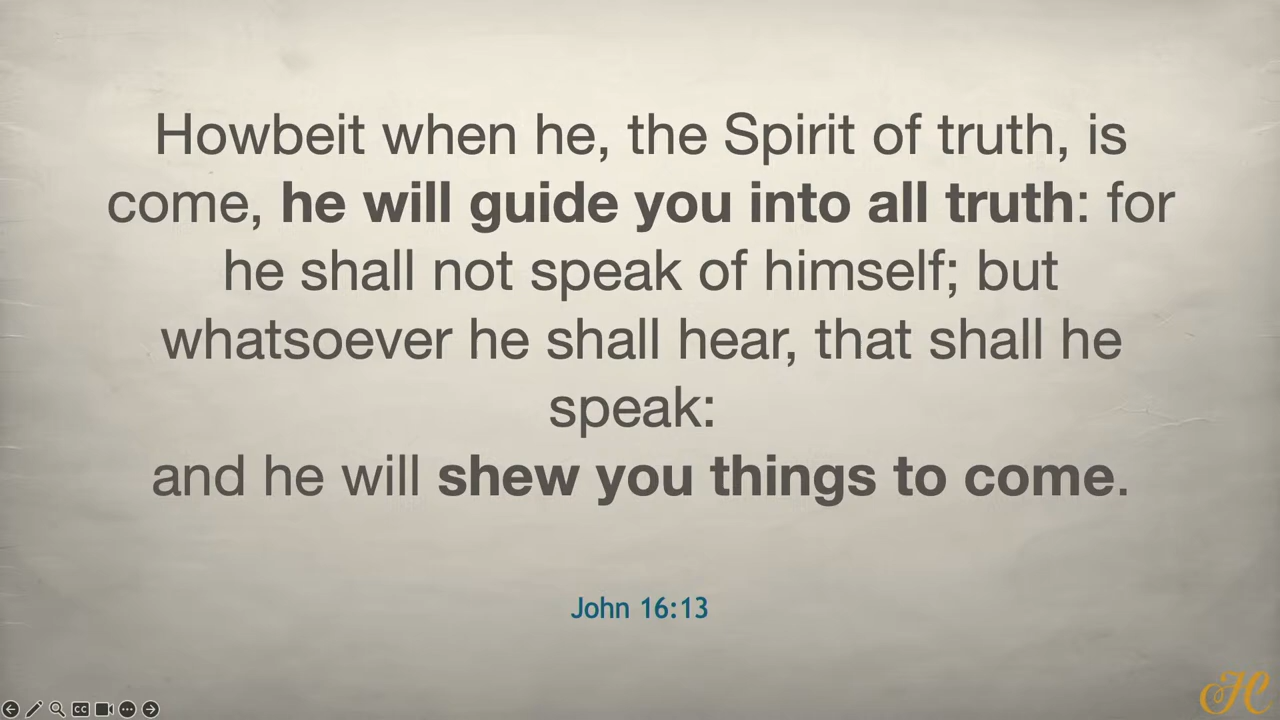 Howbeit when he, the Spirit of truth, is
come, he will guide you into all truth: for
he shall not speak of himself; but
whatsoever he shall hear, that shall he
speak:
and he will shew you things to come.
John 16:13
CC